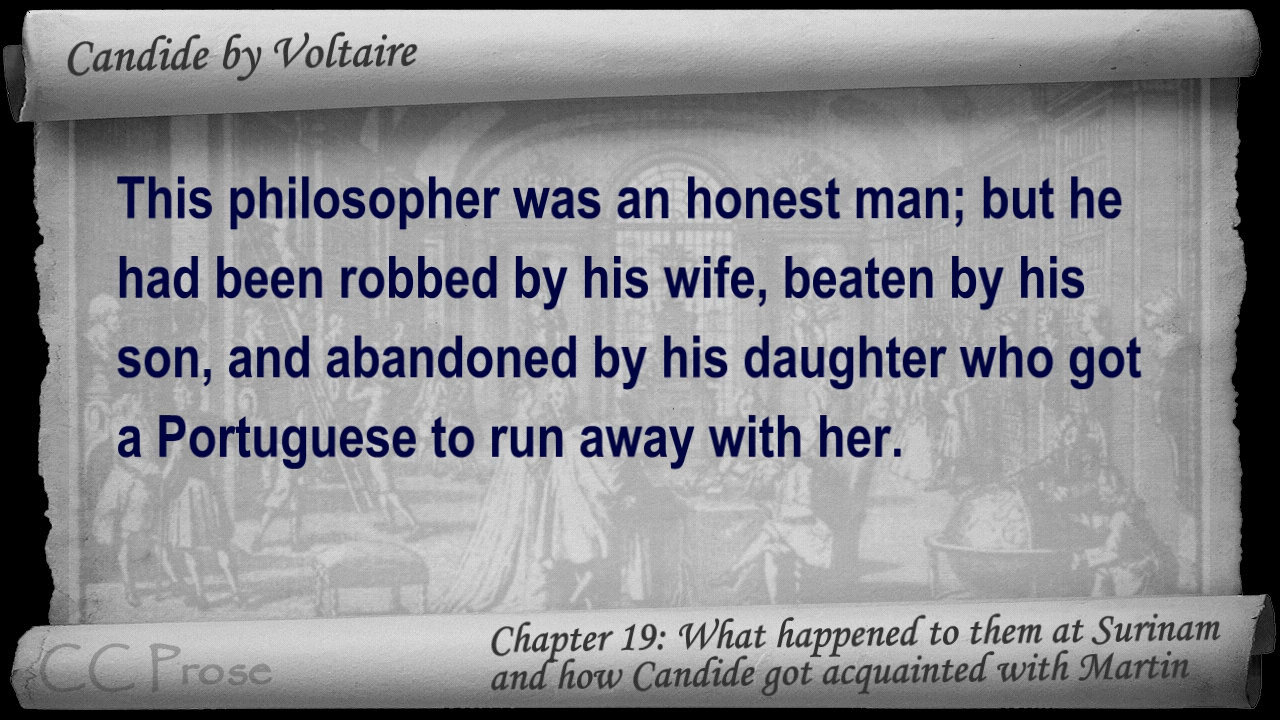 Candide by Voltaire
This philosopher was an honest man; but he
had been robbed by his wife, beaten by his
son, and abandoned by his daughter who got
a Portuguese to run away with her.
Chapter 19: What happened to them at Surinam
and how Candide got acquainted with Martin
CC Prose